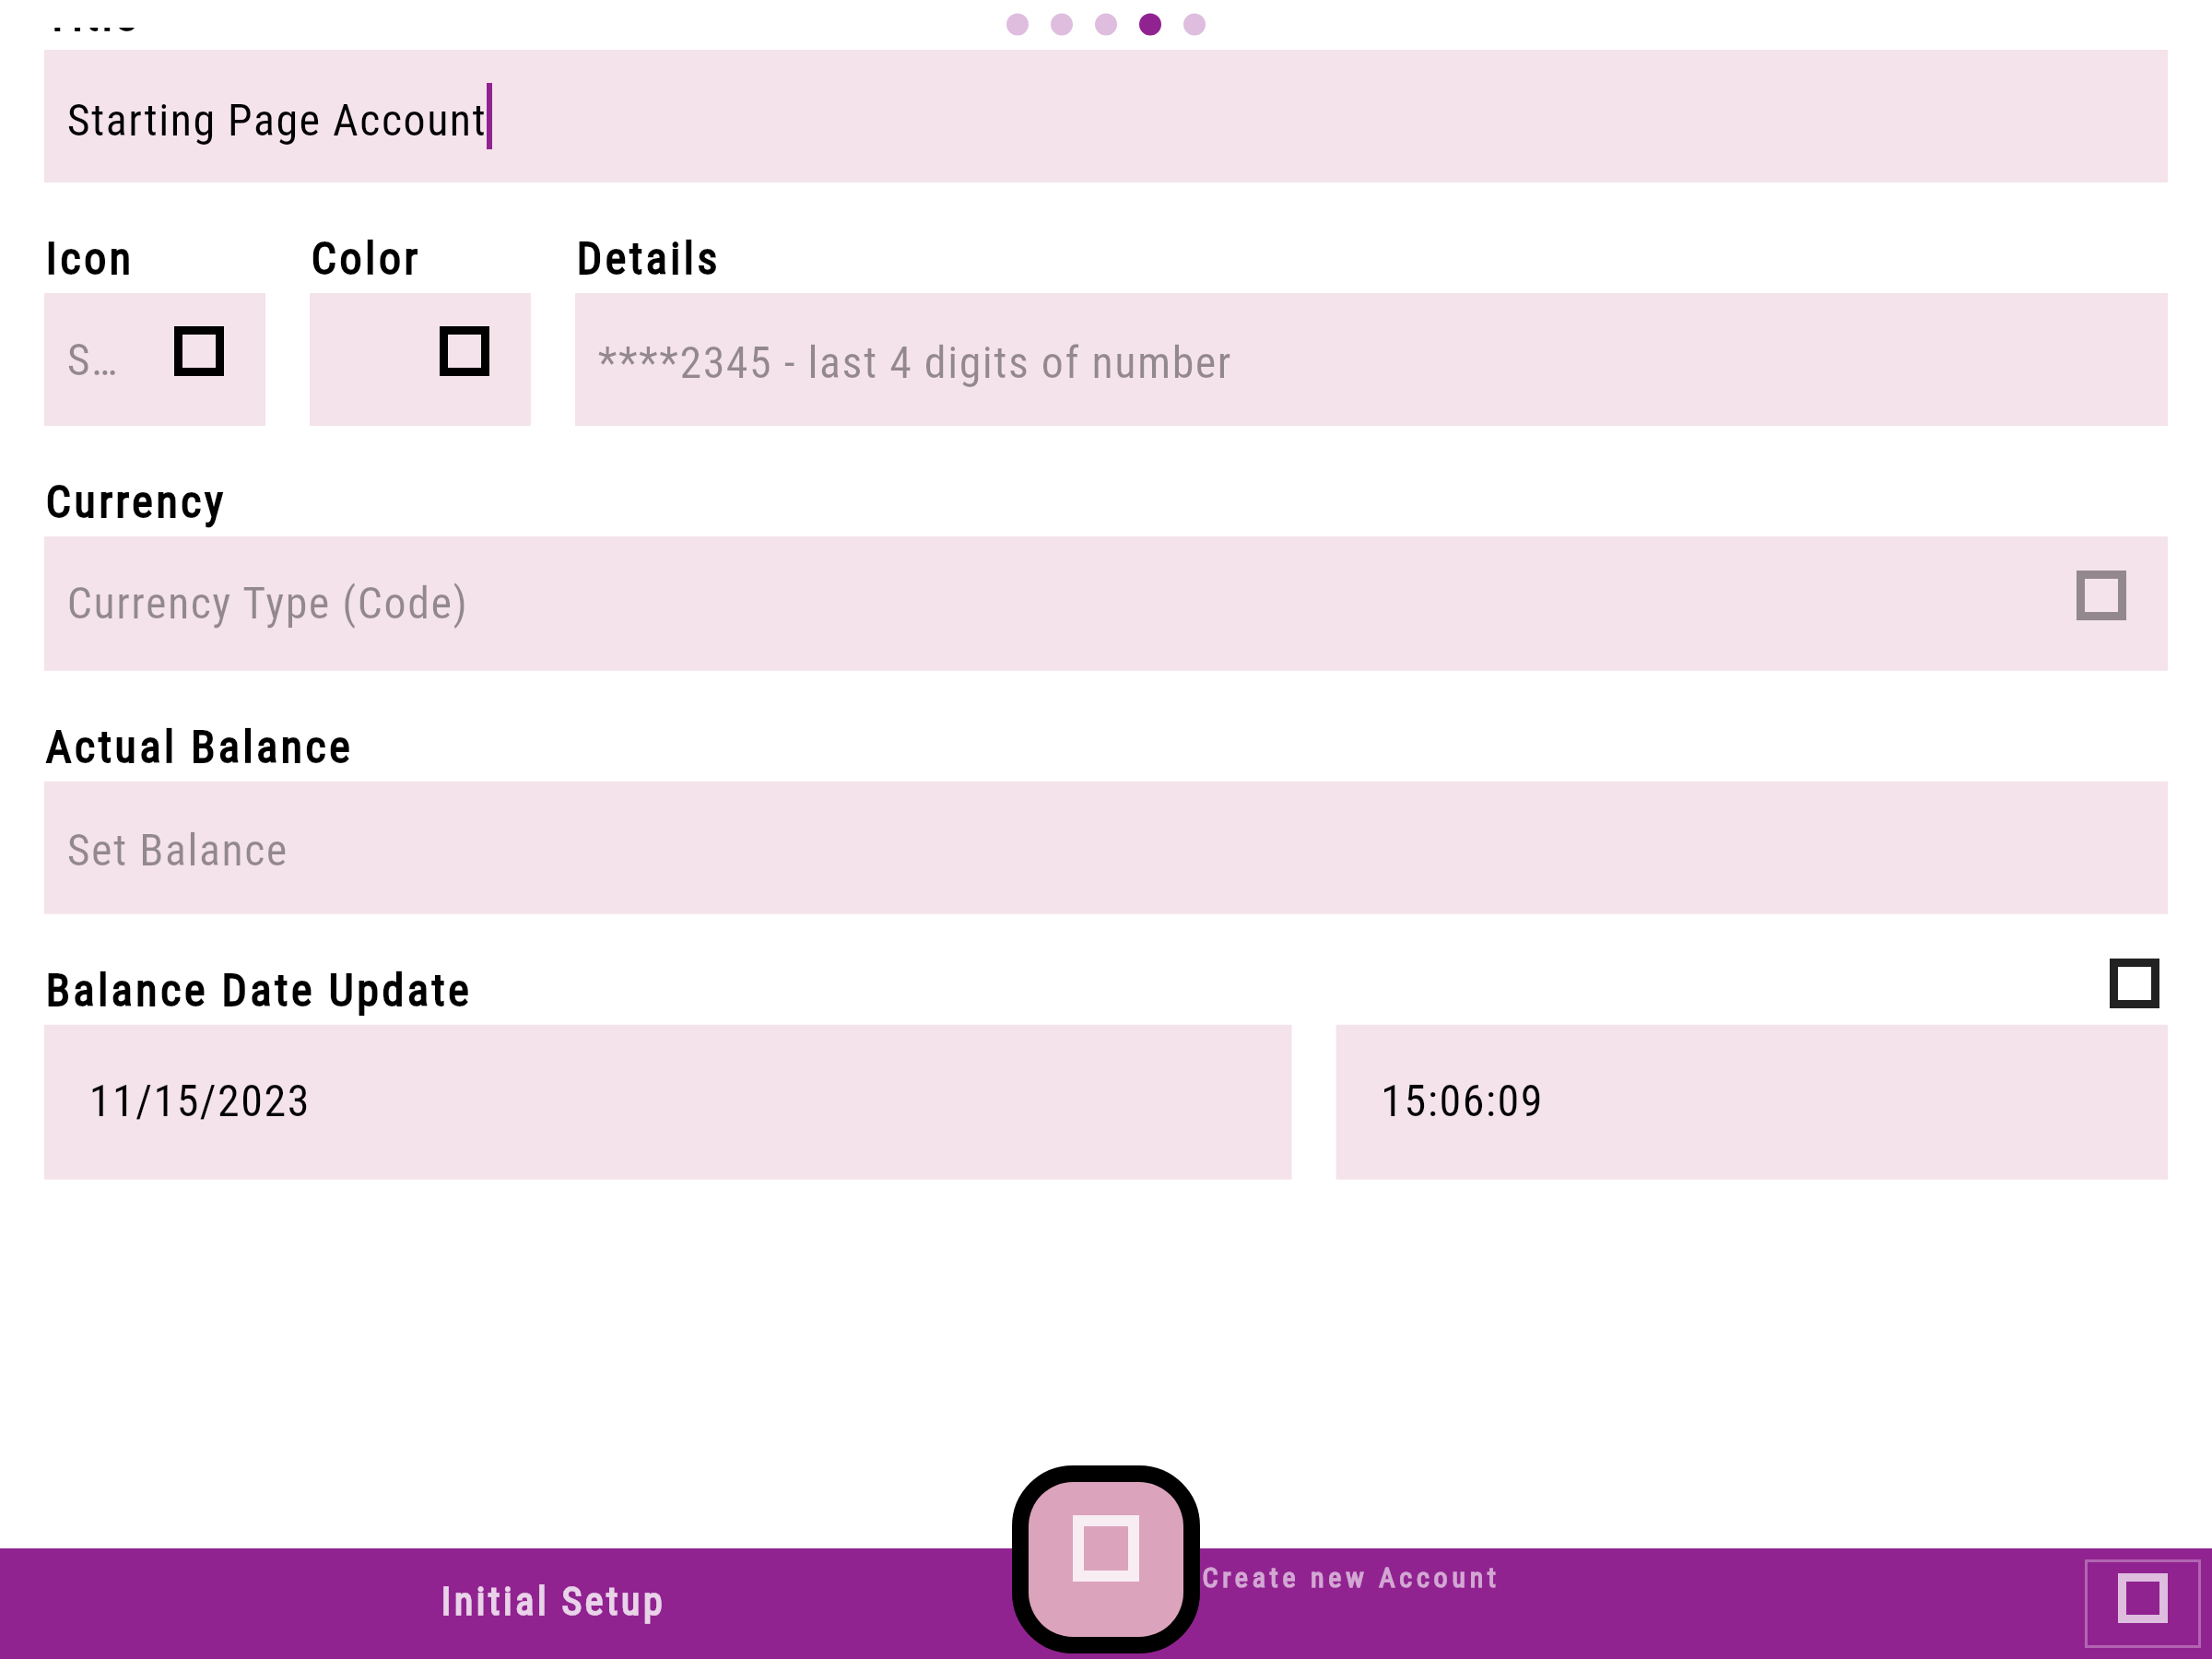 Starting Page Account
Icon
Color
Details
S…
****2345 - last 4 digits of number
Currency
Currency Type (Code)
Actual Balance
Set Balance
Balance Date Update
11/15/2023
15:06:09
Initial Setup
Create new Account